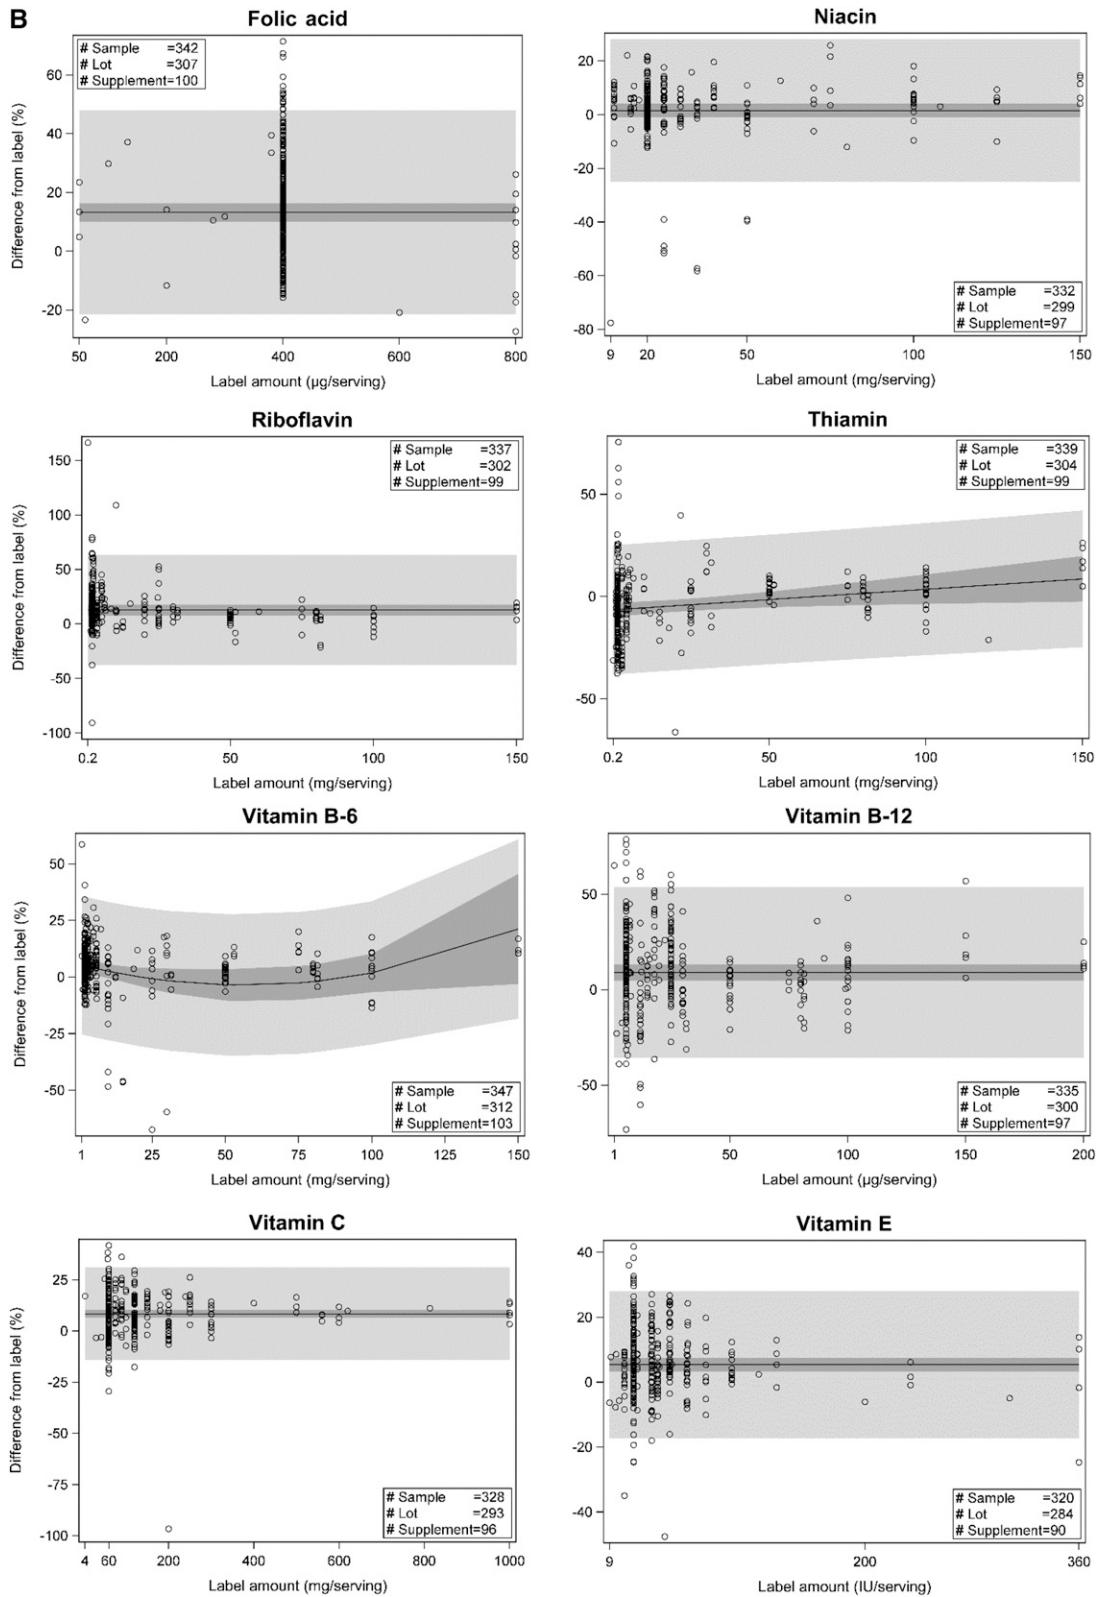 B
Folic acid
# Sample =342
# Lot =307
# Supplement=100
Difference from label (%)
60
40
20
0
-20
50 200 400 600 800
Label amount (µg/serving)
Niacin
20
0
-20
-40
-60
-80
# Sample =332
# Lot =299
# Supplement=97
9 20 50 100 150
Label amount (mg/serving)
Riboflavin
# Sample =337
# Lot =302
# Supplement=99
Difference from label (%)
150
100
50
0
-50
-100
0.2 50 100 150
Label amount (mg/serving)
Thiamin
# Sample =339
# Lot =304
# Supplement=99
50
0
-50
0.2 50 100 150
Label amount (mg/serving)
Vitamin B-6
Difference from label (%)
50
25
0
-25
-50
# Sample =347
# Lot =312
# Supplement=103
1 25 50 75 100 125 150
Label amount (mg/serving)
Vitamin B-12
50
0
-50
# Sample =335
# Lot =300
# Supplement=97
1 50 100 150 200
Label amount (µg/serving)
Vitamin C
Difference from label (%)
25
0
-25
-50
-75
-100
# Sample =328
# Lot =293
# Supplement=96
4 60 200 400 600 800 1000
Label amount (mg/serving)
Vitamin E
40
20
0
-20
-40
# Sample =320
# Lot =284
# Supplement=90
9 200 360
Label amount (IU/serving)